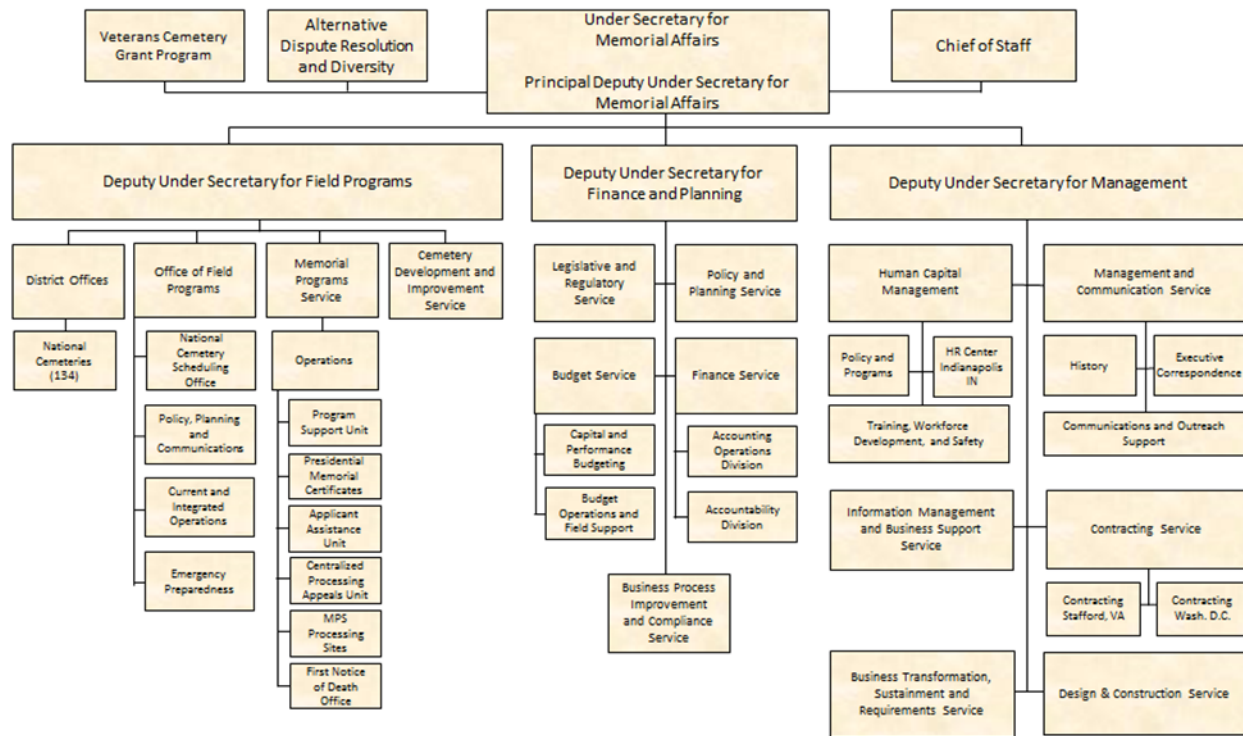 Veterans Cemetery
Grant Program
Alternative
Dispute Resolution
and Diversity
Under Secretary for
Memorial Affairs
Principal Deputy Under Secretary for
Memorial Affairs
Chief of Staff
Deputy Under Secretary for Field Programs
Deputy Under Secretary for
Finance and Planning
Deputy Under Secretary for Management
District Offices
Office of Field
Programs
Memorial
Programs
Service
Cemetery
Development and
Improvement
Service
National
Cemeteries
(134)
National
Cemetery
Scheduling
Office
Policy, Planning
and
Communications
Current and
Integrated
Operations
Emergency
Preparedness
Operations
Program
Support Unit
Presidential
Memorial
Certificates
Applicant
Assistance
Unit
Centralized
Processing
Appeals Unit
MPS
Processing
Sites
First Notice
of Death
Office
Legislative and
Regulatory
Service
Policy and
Planning Service
Budget Service
Finance Service
Capital and
Performance
Budgeting
Accounting
Operations
Division
Budget
Operations and
Field Support
Accountability
Division
Business Process
Improvement
and Compliance
Service
Human Capital
Management
Management and
Communication Service
Policy and
Programs
HR Center
Indianapolis
IN
History
Executive
Correspondence
Training, Workforce
Development, and Safety
Communications and Outreach
Support
Information Management
and Business Support
Service
Contracting Service
Contracting
Stafford, VA
Contracting
Wash. D.C.
Business Transformation,
Sustainment and
Requirements Service
Design & Construction Service